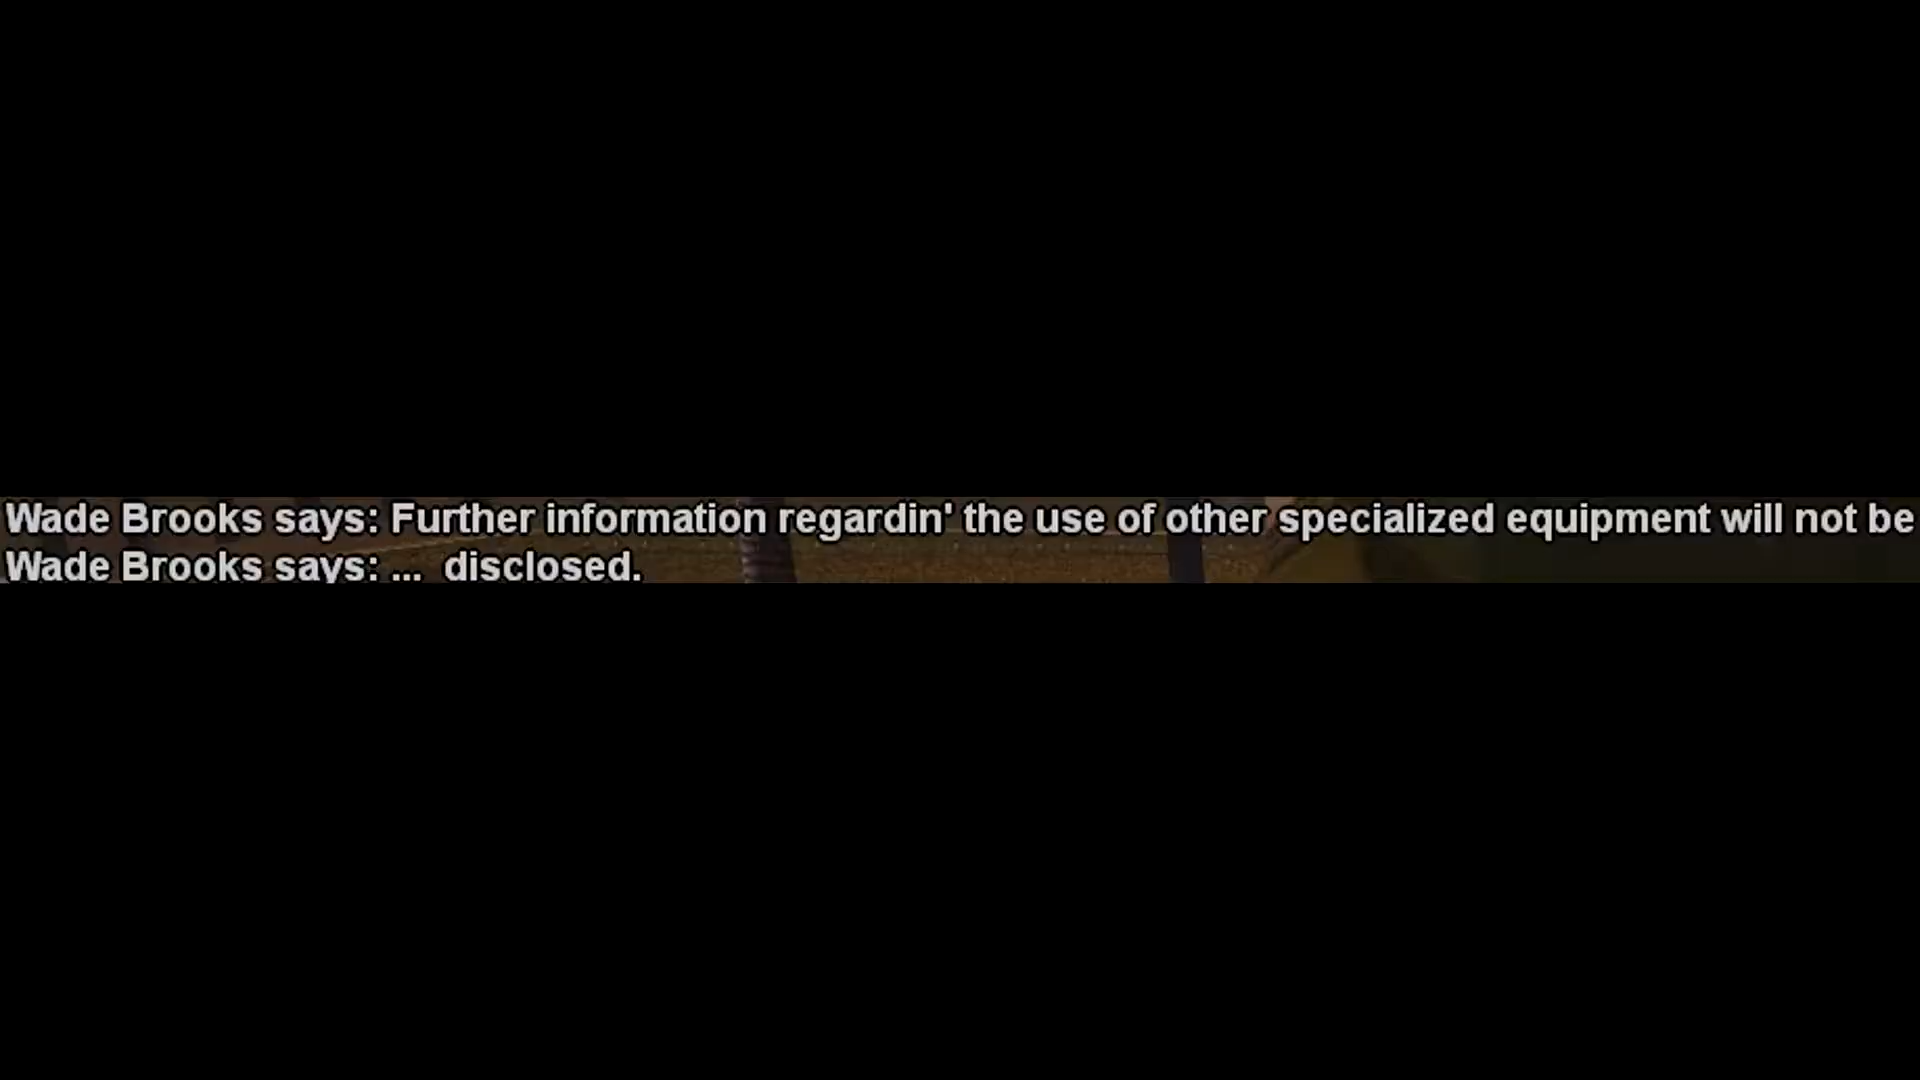 Wade Brooks says: Further information regardin' the use of other specialized equipment will not be
Wade Brooks says: ...  disclosed.